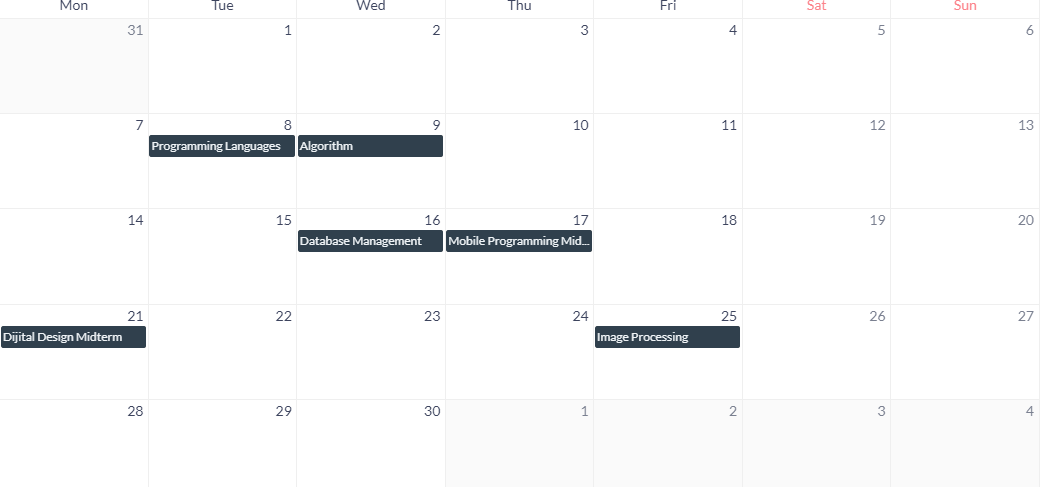 Mon Tue Wed Thu Fri Sat Sun
31 1 2 3 4 5 6
7 8 9 10 11 12 13
Programming Languages Algorithm
14 15 16 17 18 19 20
Database Management Mobile Programming Mid...
21 22 23 24 25 26 27
Dijital Design Midterm Image Processing
28 29 30 1 2 3 4